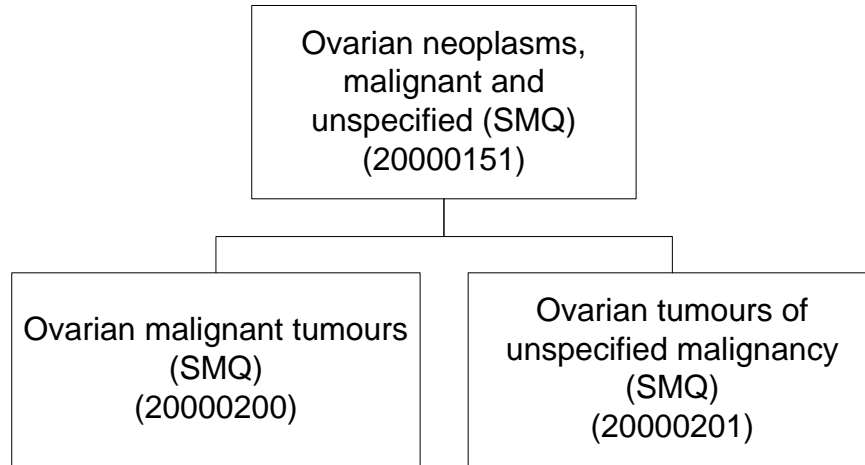 Ovarian neoplasms,
malignant and
unspecified (SMQ)
(20000151)
Ovarian malignant tumours
(SMQ)
(20000200)
Ovarian tumours of
unspecified malignancy
(SMQ)
(20000201)